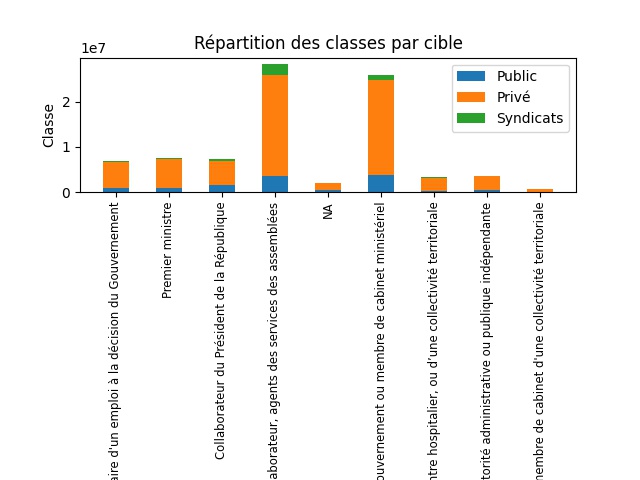 Répartition des classes par cible
1e7
Classe
2
1
0
Public
Privé
Syndicats
aire d'un emploi à la décision du Gouvernement
Premier ministre
Collaborateur du Président de la République
aborateur, agents des services des assemblées
NA
ouvernement ou membre de cabinet ministériel
ntre hospitalier, ou d'une collectivité territoriale
torité administrative ou publique indépendante
membre de cabinet d'une collectivité territoriale